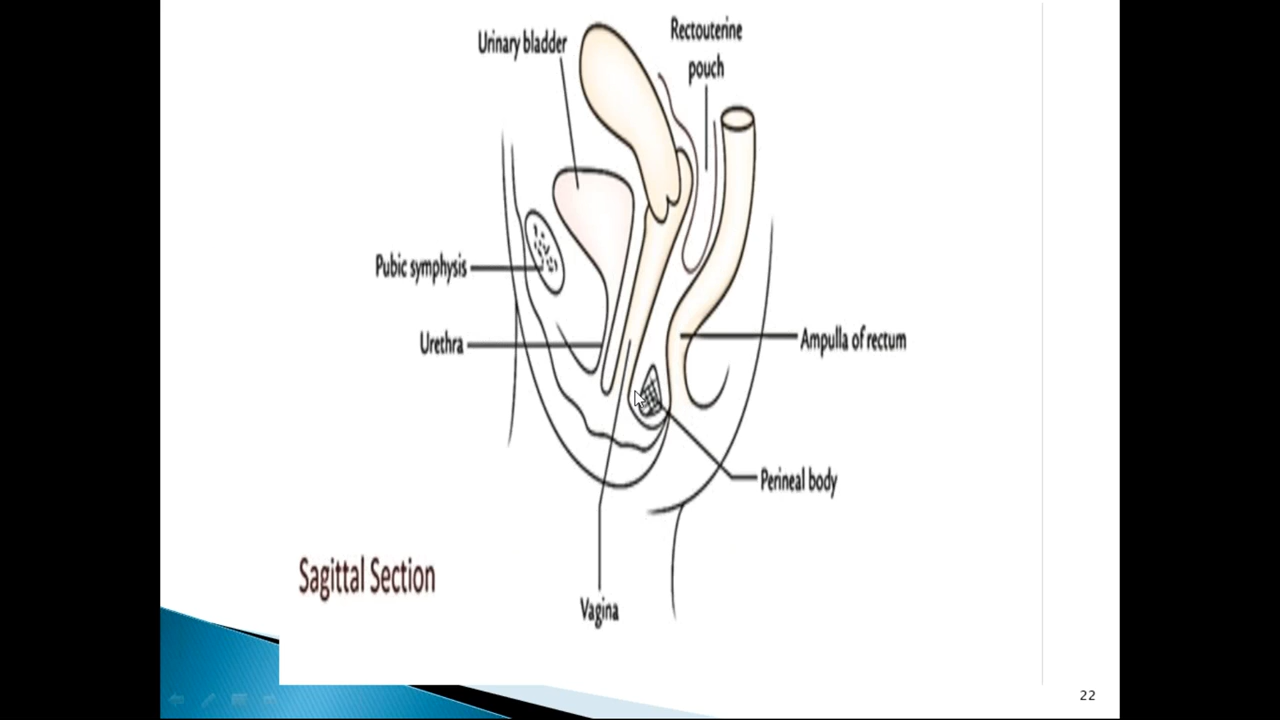 Urinary bladder
Rectouterine
pouch
Pubic symphysis
Urethra
Ampulla of rectum
Perineal body
Sagittal Section
Vagina
22